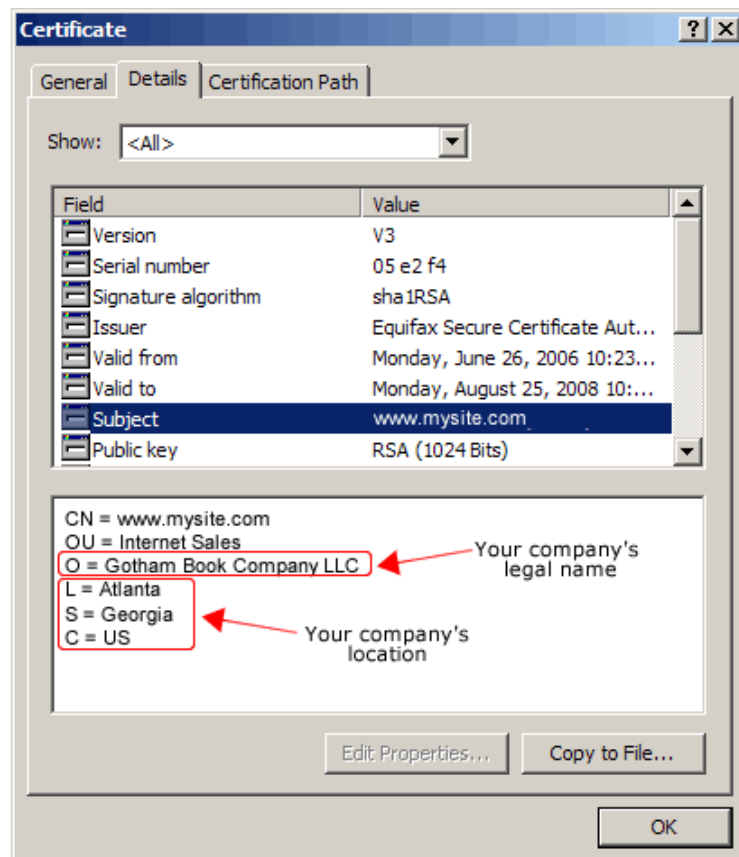 Certificate
General Details Certification Path
Show: <All>
Field Value
Version V3
Serial number 05 e2 f4
Signature algorithm sha1RSA
Issuer Equifax Secure Certificate Aut...
Valid from Monday, June 26, 2006 10:23...
Valid to Monday, August 25, 2008 10:...
Subject www.mysite.com
Public key RSA (1024 Bits)
CN = www.mysite.com
OU = Internet Sales
O = Gotham Book Company LLC
Your company's
legal name
L = Atlanta
S = Georgia
C = US
Your company's
location
Edit Properties... Copy to File...
OK